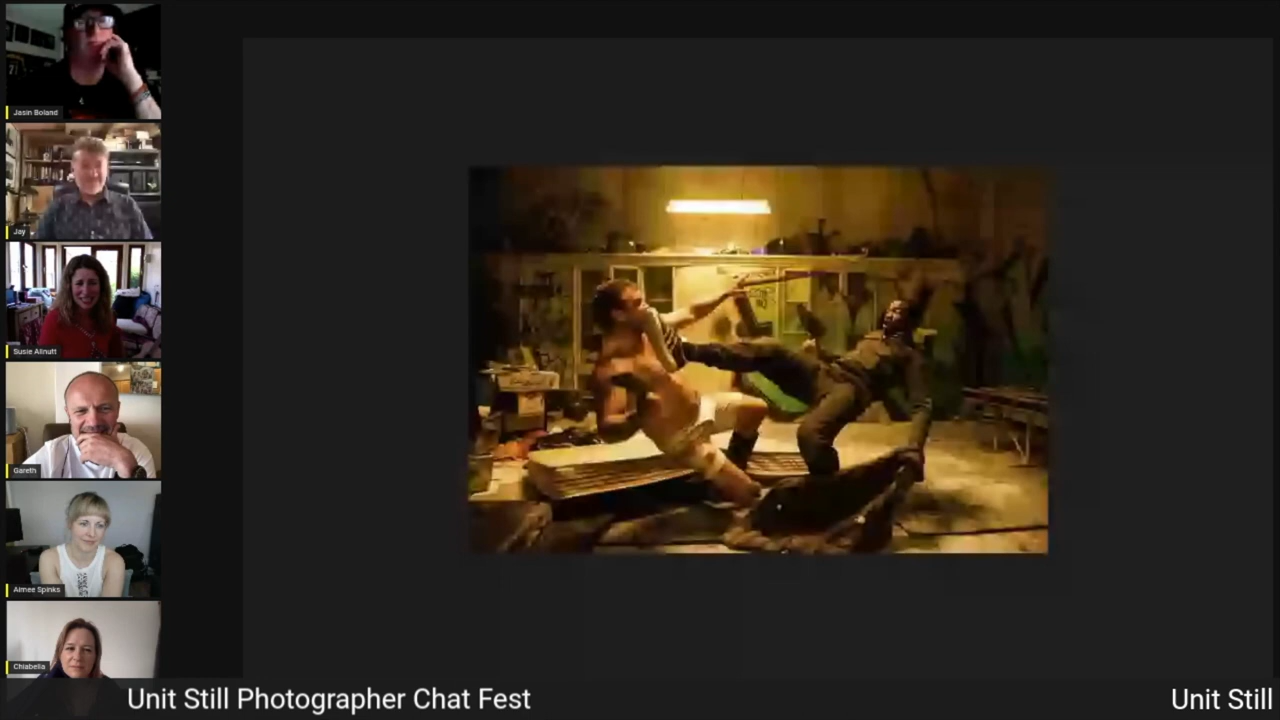 Jasin Boland
Jay
Susie Allnutt
Gareth
Aimee Spinks
Chiabella
Unit Still Photographer Chat Fest
Unit Still